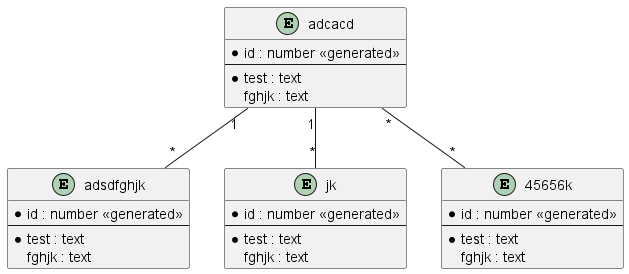 E adcacd
id : number «generated»
test : text
fghjk : text
1 1 *
* * *
E adsdfghjk
id : number «generated»
test : text
fghjk : text
E jk
id : number «generated»
test : text
fghjk : text
E 45656k
id : number «generated»
test : text
fghjk : text